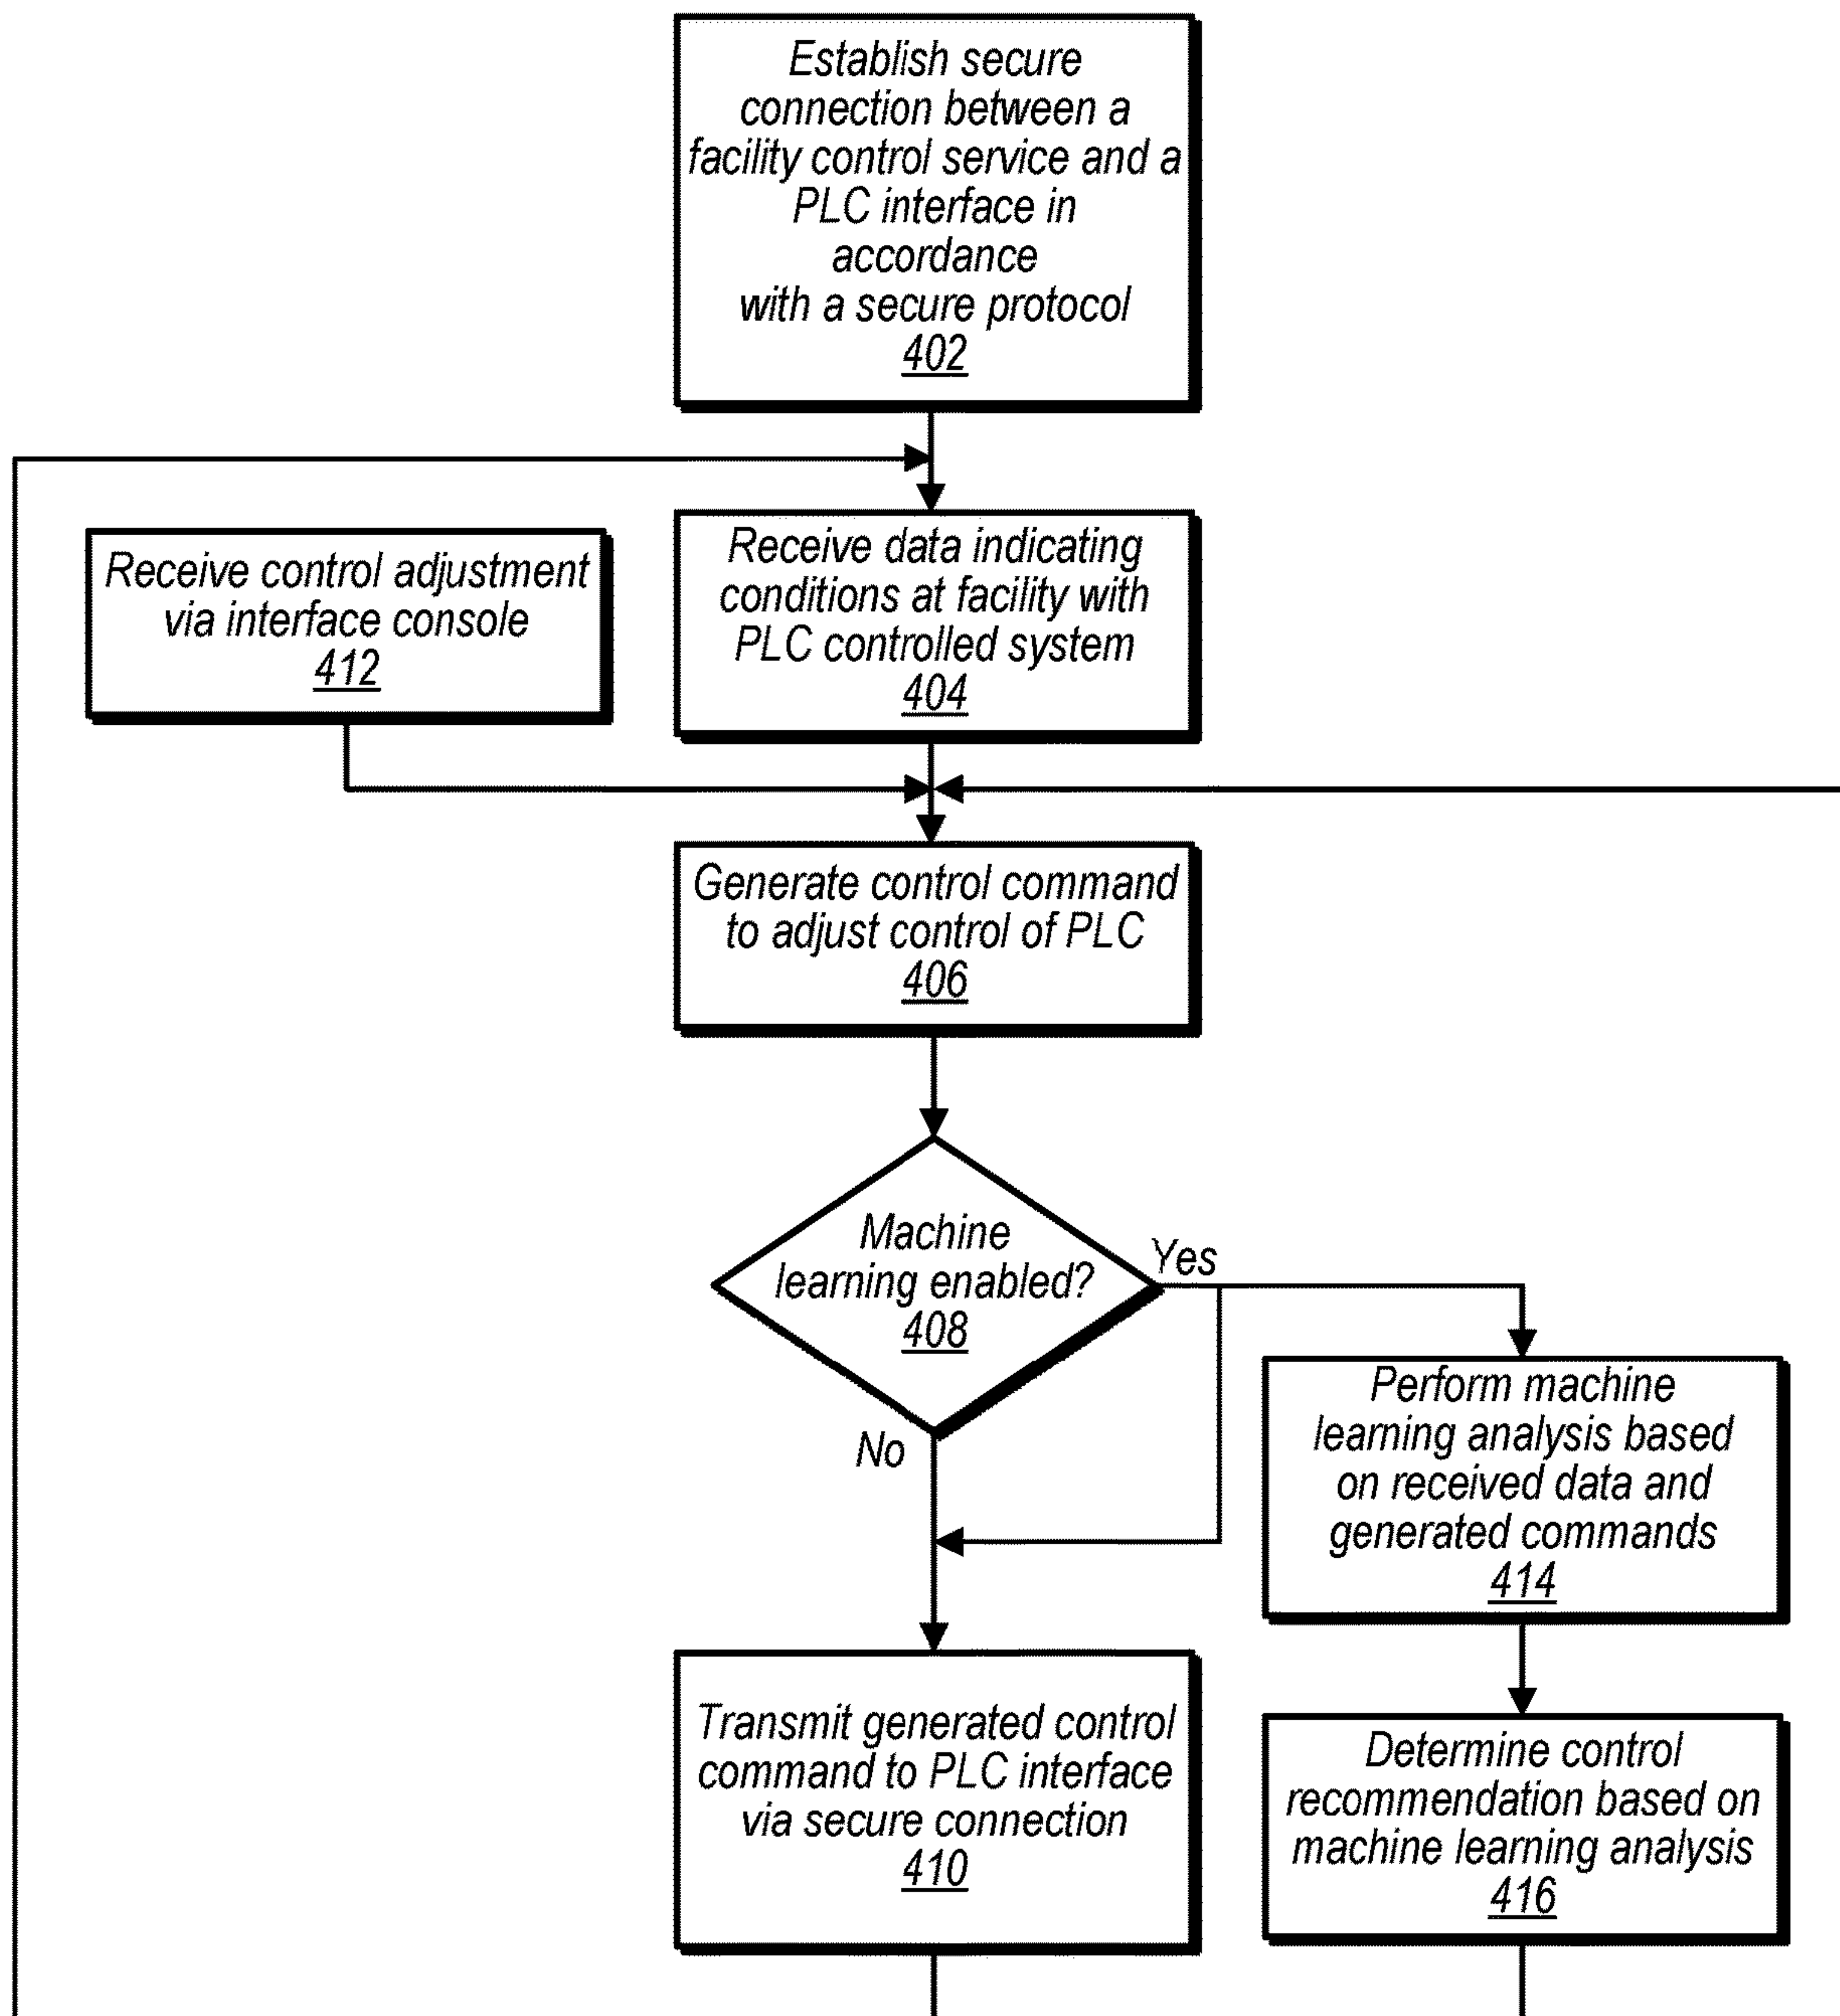 Establish secure
connection between a
facility control service and a
PLC interface in
accordance
with a secure protocol
402
Receive control adjustment
via interface console
412
Receive data indicating
conditions at facility with
PLC controlled system
404
Generate control command
to adjust control of PLC
406
Machine
learning enabled?
408
Yes
No
Perform machine
learning analysis based
on received data and
generated commands
414
Transmit generated control
command to PLC interface
via secure connection
410
Determine control
recommendation based on
machine learning analysis
416